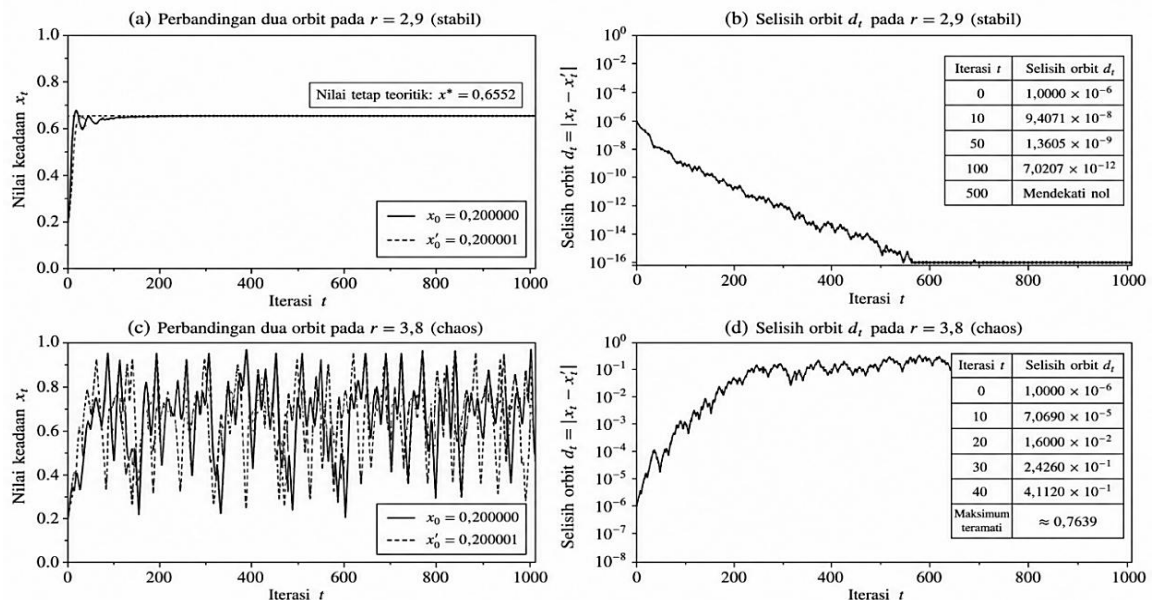 (a) Perbandingan dua orbit pada r = 2,9 (stabil)
Nilai keadaan x_t
1.0
0.8
0.6
0.4
0.2
0.0
Nilai tetap teoritik: x* = 0,6552
x₀ = 0,200000
x′₀ = 0,200001
0 200 400 600 800 1000
Iterasi t
(b) Selisih orbit d_t pada r = 2,9 (stabil)
Selisih orbit d_t = |x_t − x′_t|
10⁰
10⁻²
10⁻⁴
10⁻⁶
10⁻⁸
10⁻¹⁰
10⁻¹²
10⁻¹⁴
10⁻¹⁶
Iterasi t Selisih orbit d_t
0 1,0000 × 10⁻⁶
10 9,4071 × 10⁻⁸
50 1,3605 × 10⁻⁹
100 7,0207 × 10⁻¹²
500 Mendekati nol
0 200 400 600 800 1000
Iterasi t
(c) Perbandingan dua orbit pada r = 3,8 (chaos)
Nilai keadaan x_t
1.0
0.8
0.6
0.4
0.2
0.0
x₀ = 0,200000
x′₀ = 0,200001
0 200 400 600 800 1000
Iterasi t
(d) Selisih orbit d_t pada r = 3,8 (chaos)
Selisih orbit d_t = |x_t − x′_t|
10⁰
10⁻¹
10⁻²
10⁻³
10⁻⁴
10⁻⁵
10⁻⁶
10⁻⁷
10⁻⁸
Iterasi t Selisih orbit d_t
0 1,0000 × 10⁻⁶
10 7,0690 × 10⁻⁵
20 1,6000 × 10⁻²
30 2,4260 × 10⁻¹
40 4,1120 × 10⁻¹
Maksimum
teramati ≈ 0,7639
0 200 400 600 800 1000
Iterasi t